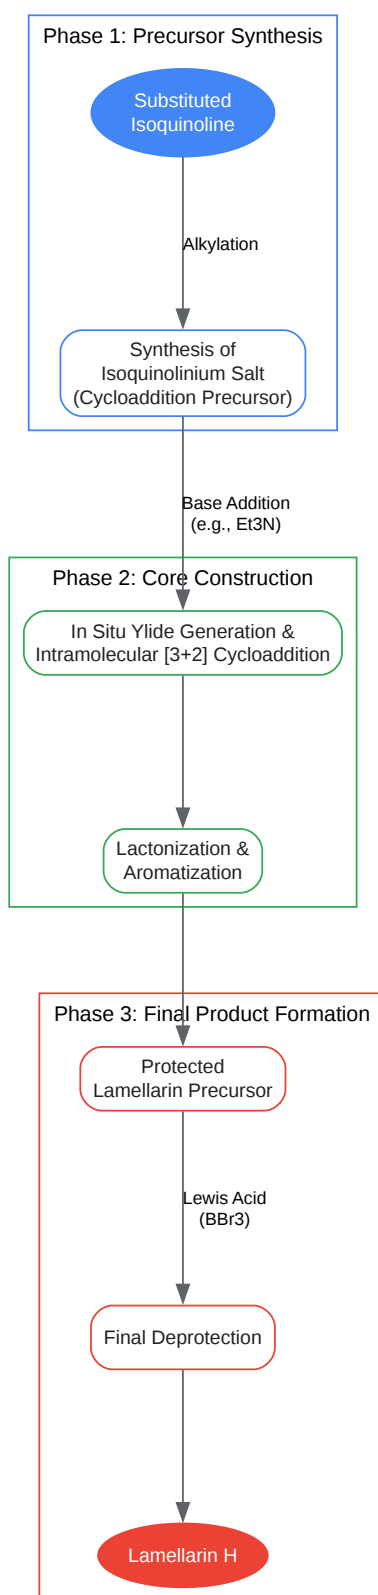 Phase 1: Precursor Synthesis
Substituted
Isoquinoline
Alkylation
Synthesis of
Isoquinolinium Salt
(Cycloaddition Precursor)
Base Addition
(e.g., Et3N)
Phase 2: Core Construction
In Situ Ylide Generation &
Intramolecular [3+2] Cycloaddition
Lactonization &
Aromatization
Phase 3: Final Product Formation
Protected
Lamellarin Precursor
Lewis Acid
(BBr3)
Final Deprotection
Lamellarin H